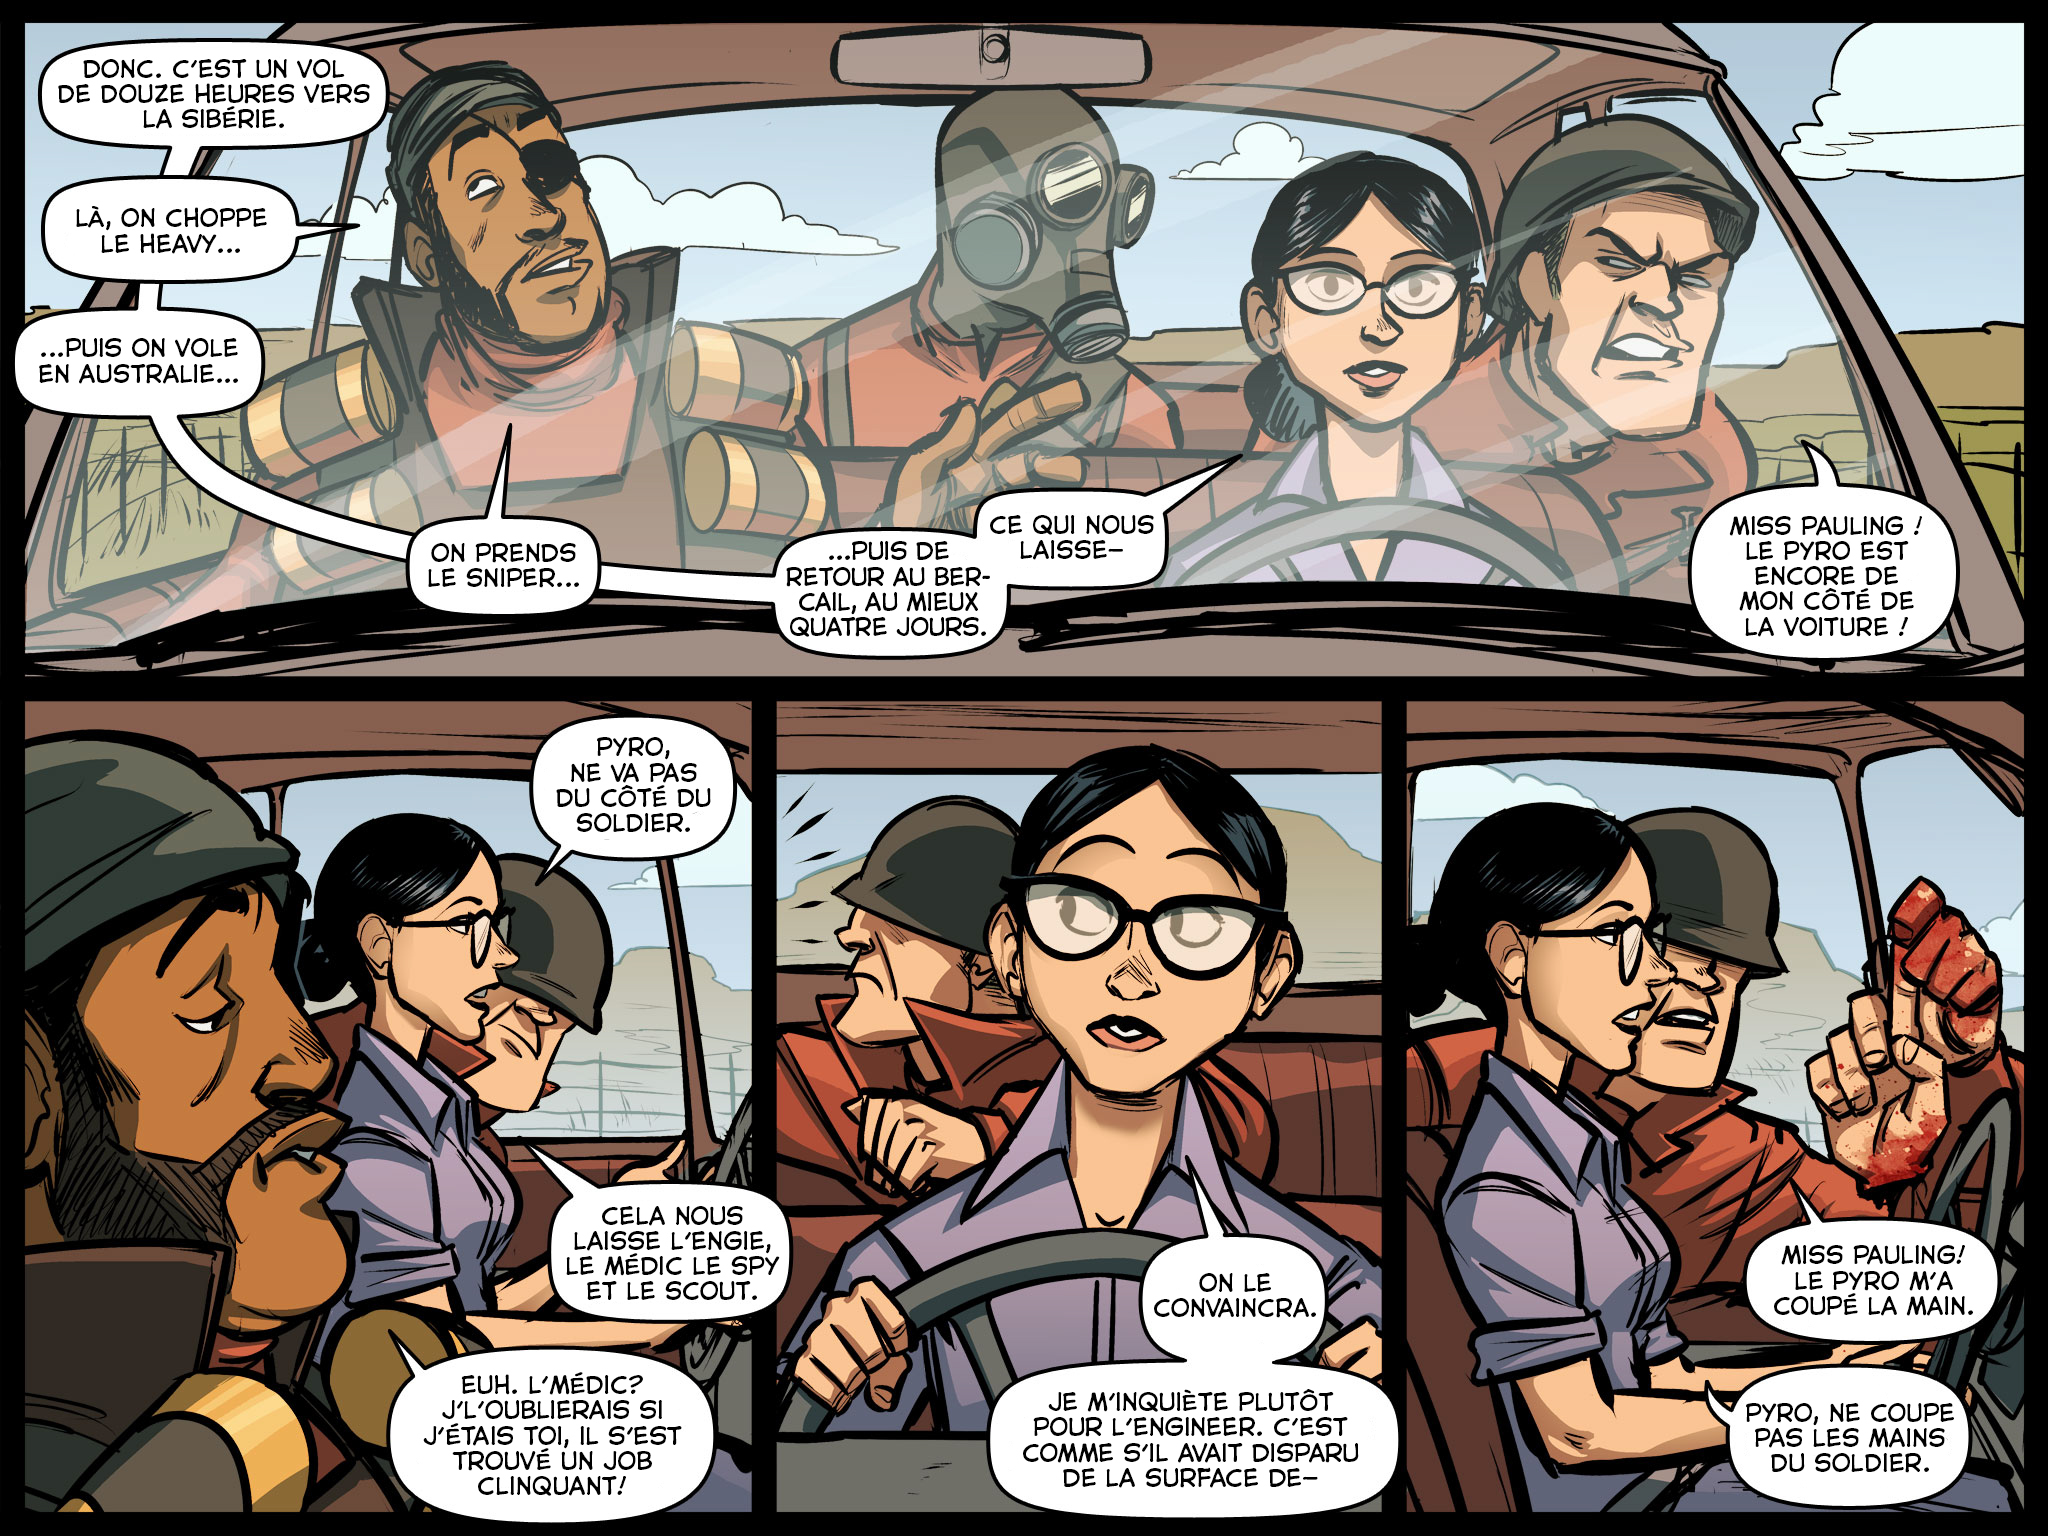 DONC. C'EST UN VOL
DE DOUZE HEURES VERS
LA SIBÉRIE.
LÀ, ON CHOPPE
LE HEAVY...
...PUIS ON VOLE
EN AUSTRALIE...
ON PRENDS
LE SNIPER...
...PUIS DE
RETOUR AU BER-
CAIL, AU MIEUX
QUATRE JOURS.
CE QUI NOUS
LAISSE–
MISS PAULING !
LE PYRO EST
ENCORE DE
MON CÔTÉ DE
LA VOITURE !
PYRO,
NE VA PAS
DU CÔTÉ DU
SOLDIER.
CELA NOUS
LAISSE L'ENGIE,
LE MÉDIC LE SPY
ET LE SCOUT.
EUH. L'MÉDIC?
J'L'OUBLIERAIS SI
J'ÉTAIS TOI, IL S'EST
TROUVÉ UN JOB
CLINQUANT!
ON LE
CONVAINCRA.
JE M'INQUIÈTE PLUTÔT
POUR L'ENGINEER. C'EST
COMME S'IL AVAIT DISPARU
DE LA SURFACE DE–
MISS PAULING!
LE PYRO M'A
COUPÉ LA MAIN.
PYRO, NE COUPE
PAS LES MAINS
DU SOLDIER.